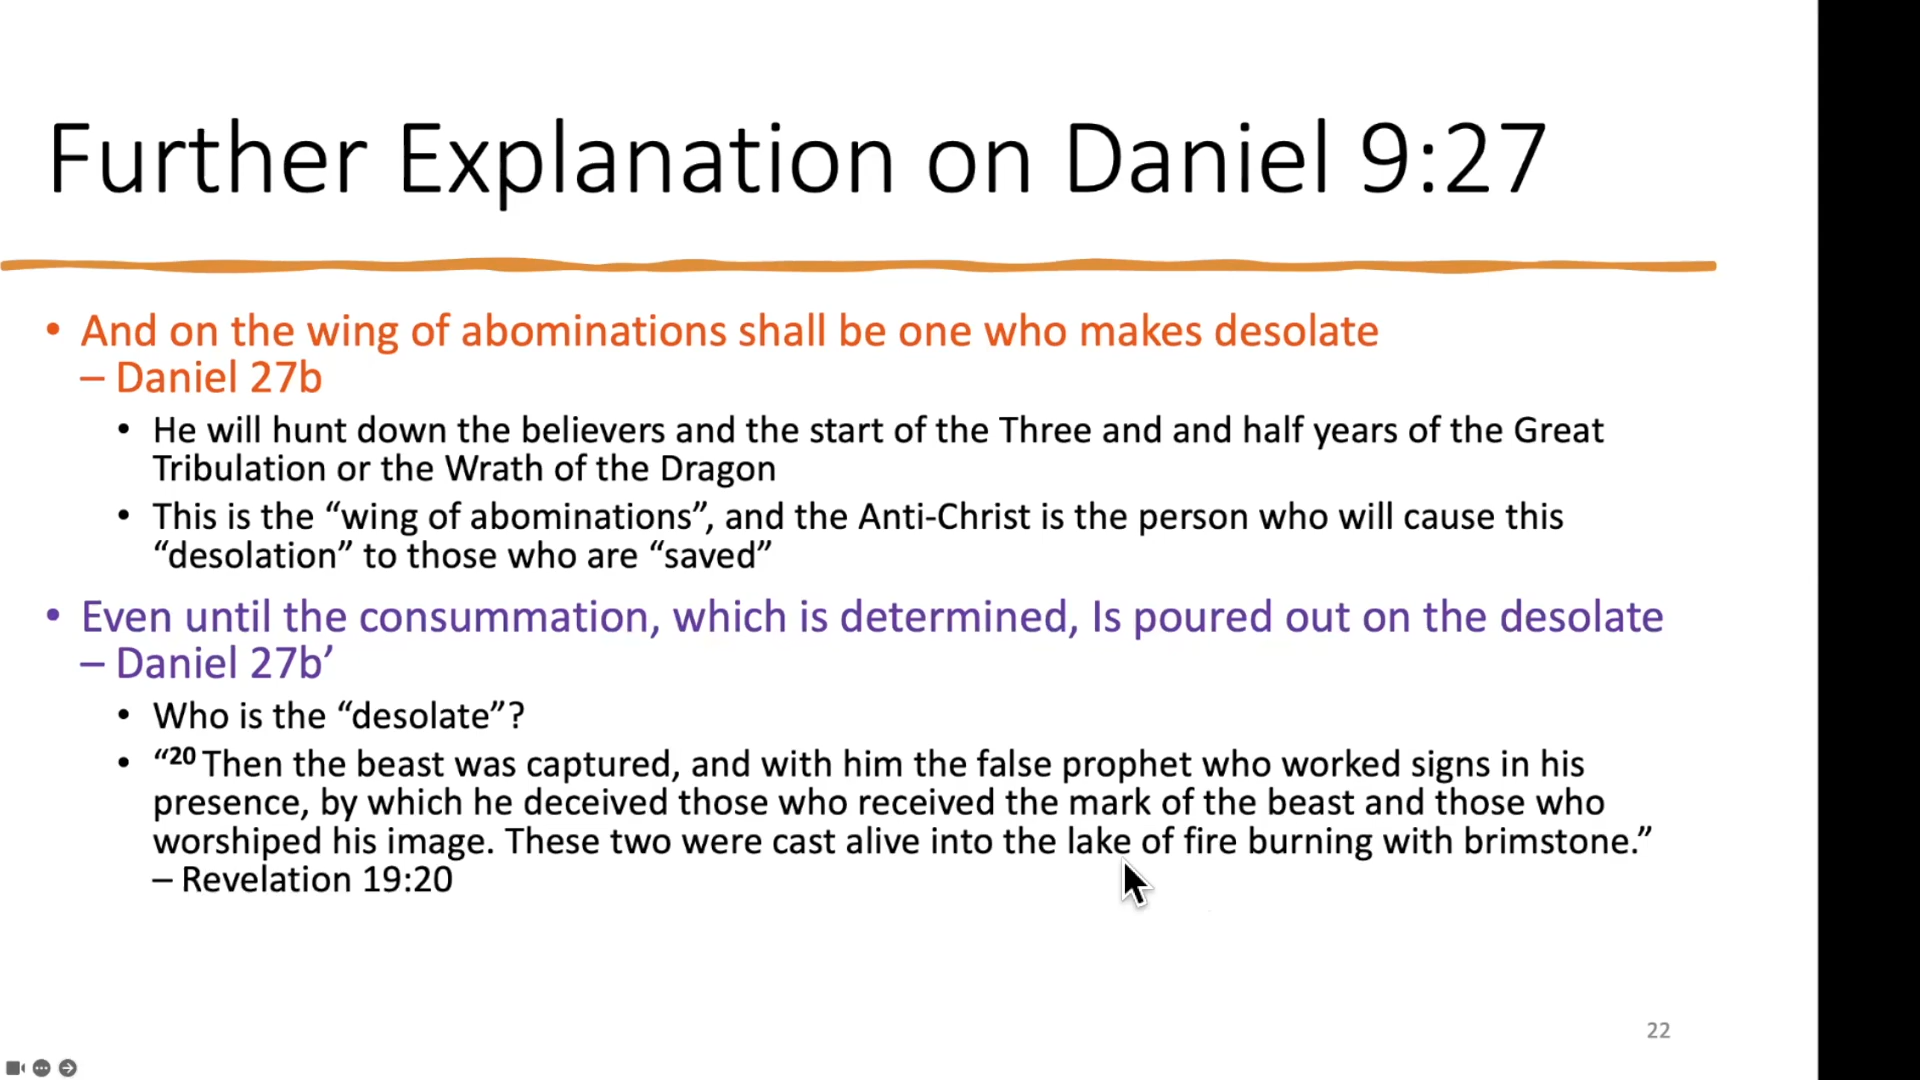 Further Explanation on Daniel 9:27
• And on the wing of abominations shall be one who makes desolate
– Daniel 27b
• He will hunt down the believers and the start of the Three and and half years of the Great
Tribulation or the Wrath of the Dragon
• This is the “wing of abominations”, and the Anti-Christ is the person who will cause this
“desolation” to those who are “saved”
• Even until the consummation, which is determined, Is poured out on the desolate
– Daniel 27b’
• Who is the “desolate”?
• “20 Then the beast was captured, and with him the false prophet who worked signs in his
presence, by which he deceived those who received the mark of the beast and those who
worshiped his image. These two were cast alive into the lake of fire burning with brimstone.”
– Revelation 19:20
22